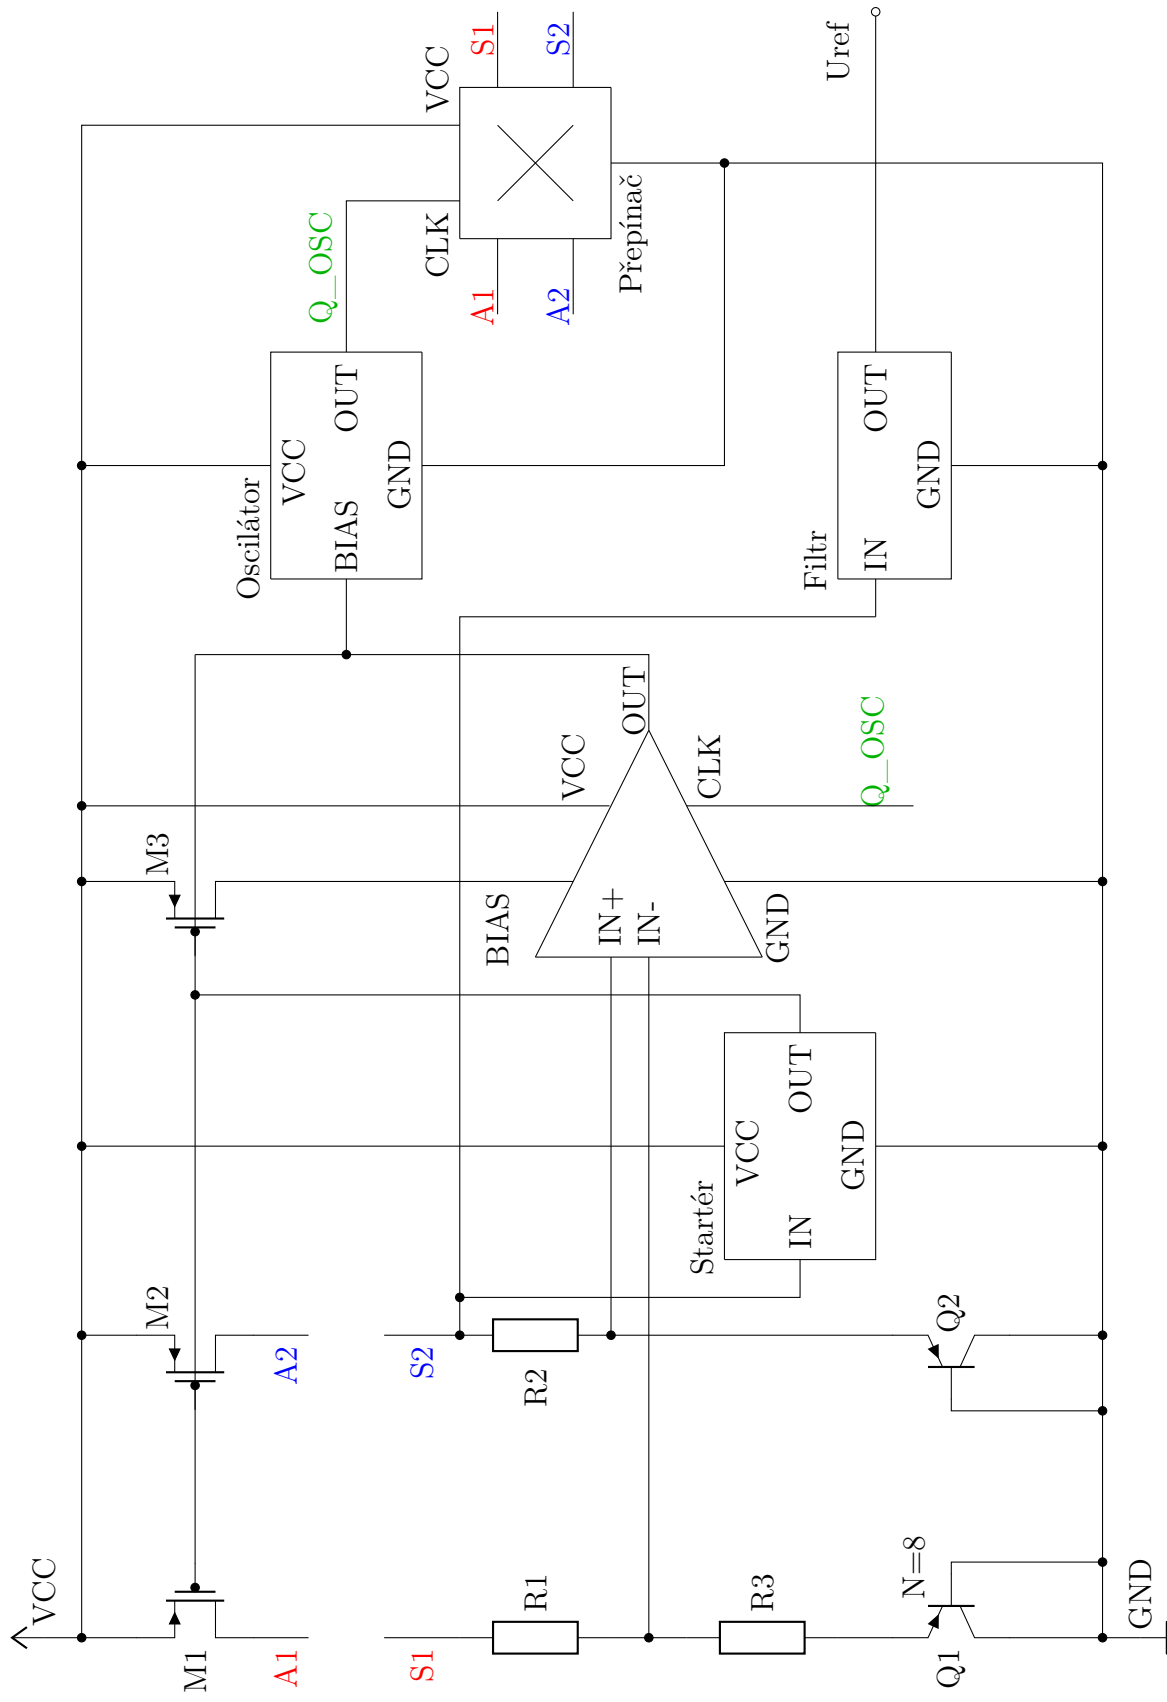 VCC
M2
M3
M1
Oscilátor
A1
A2
VCC
Q_OSC
BIAS
OUT
GND
S1
S2
CLK
VCC
A1
S1
BIAS
R1
R2
A2
S2
VCC
IN+
Přepínač
OUT
IN-
Startér
CLK
VCC
R3
GND
IN
OUT
Filtr
Uref
GND
Q_OSC
IN
OUT
N=8
GND
Q1
Q2
GND